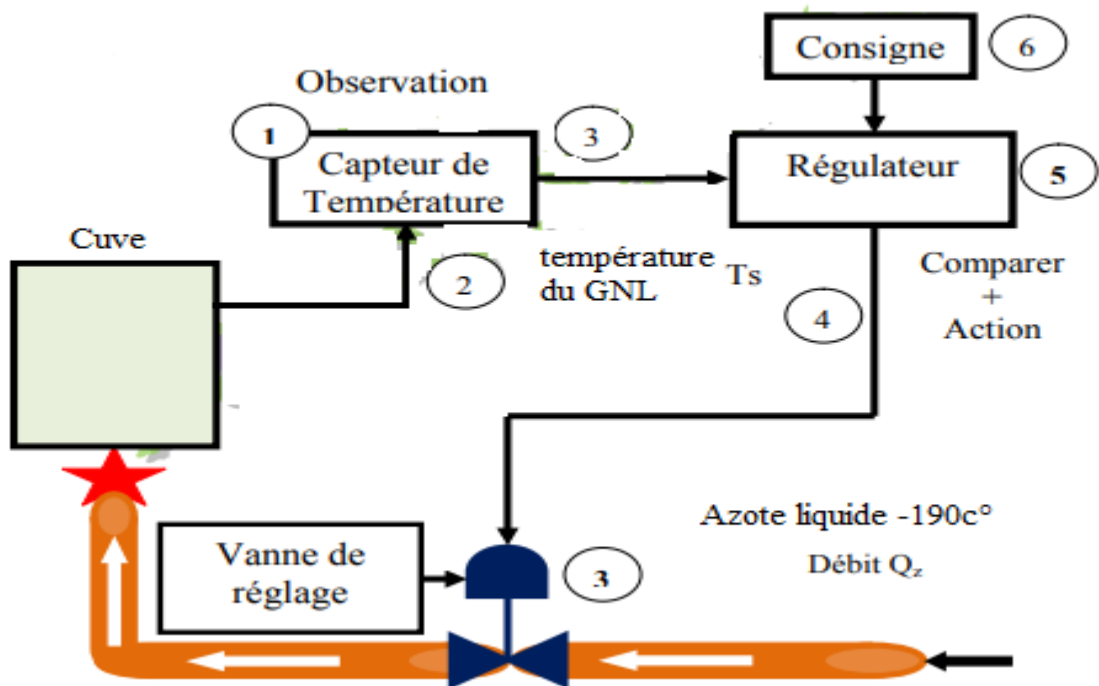 Consigne
6
Observation
1
3
Capteur de
Température
Régulateur
5
Cuve
2
température
du GNL
Ts
4
Comparer
+
Action
Azote liquide -190c°
Débit Qz
Vanne de
réglage
3